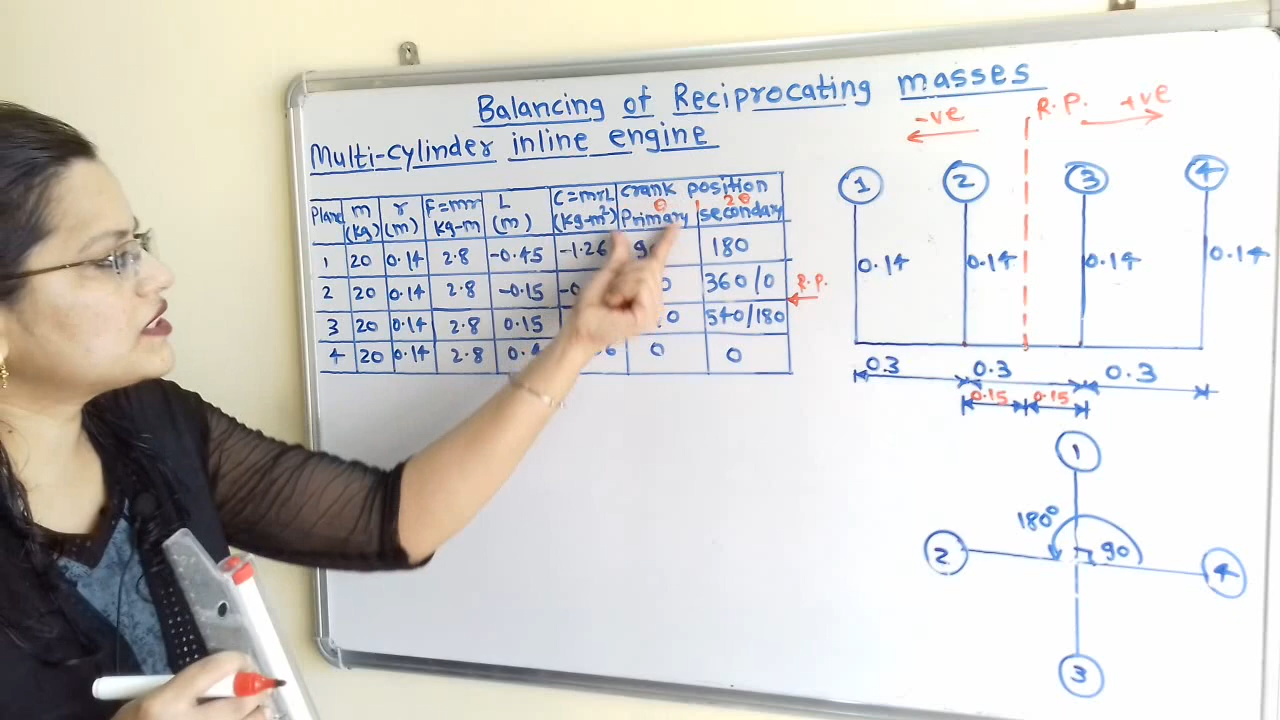 Balancing of Reciprocating masses
Multi-cylinder inline engine
Plane m (kg) r (m) F=mr kg-m L (m) C=mrL (kg-m²) crank position
Primary θ secondary 2θ
1 20 0.14 2.8 -0.45 -1.26 180
2 20 0.14 2.8 -0.15 360/0
3 20 0.14 2.8 0.15 540/180
4 20 0.14 2.8 0 0
R.P.
-ve R.P. +ve
1 2 3 4
0.14 0.14 0.14 0.14
0.3 0.3 0.3
0.15 0.15
1
180° 90
2 4
3